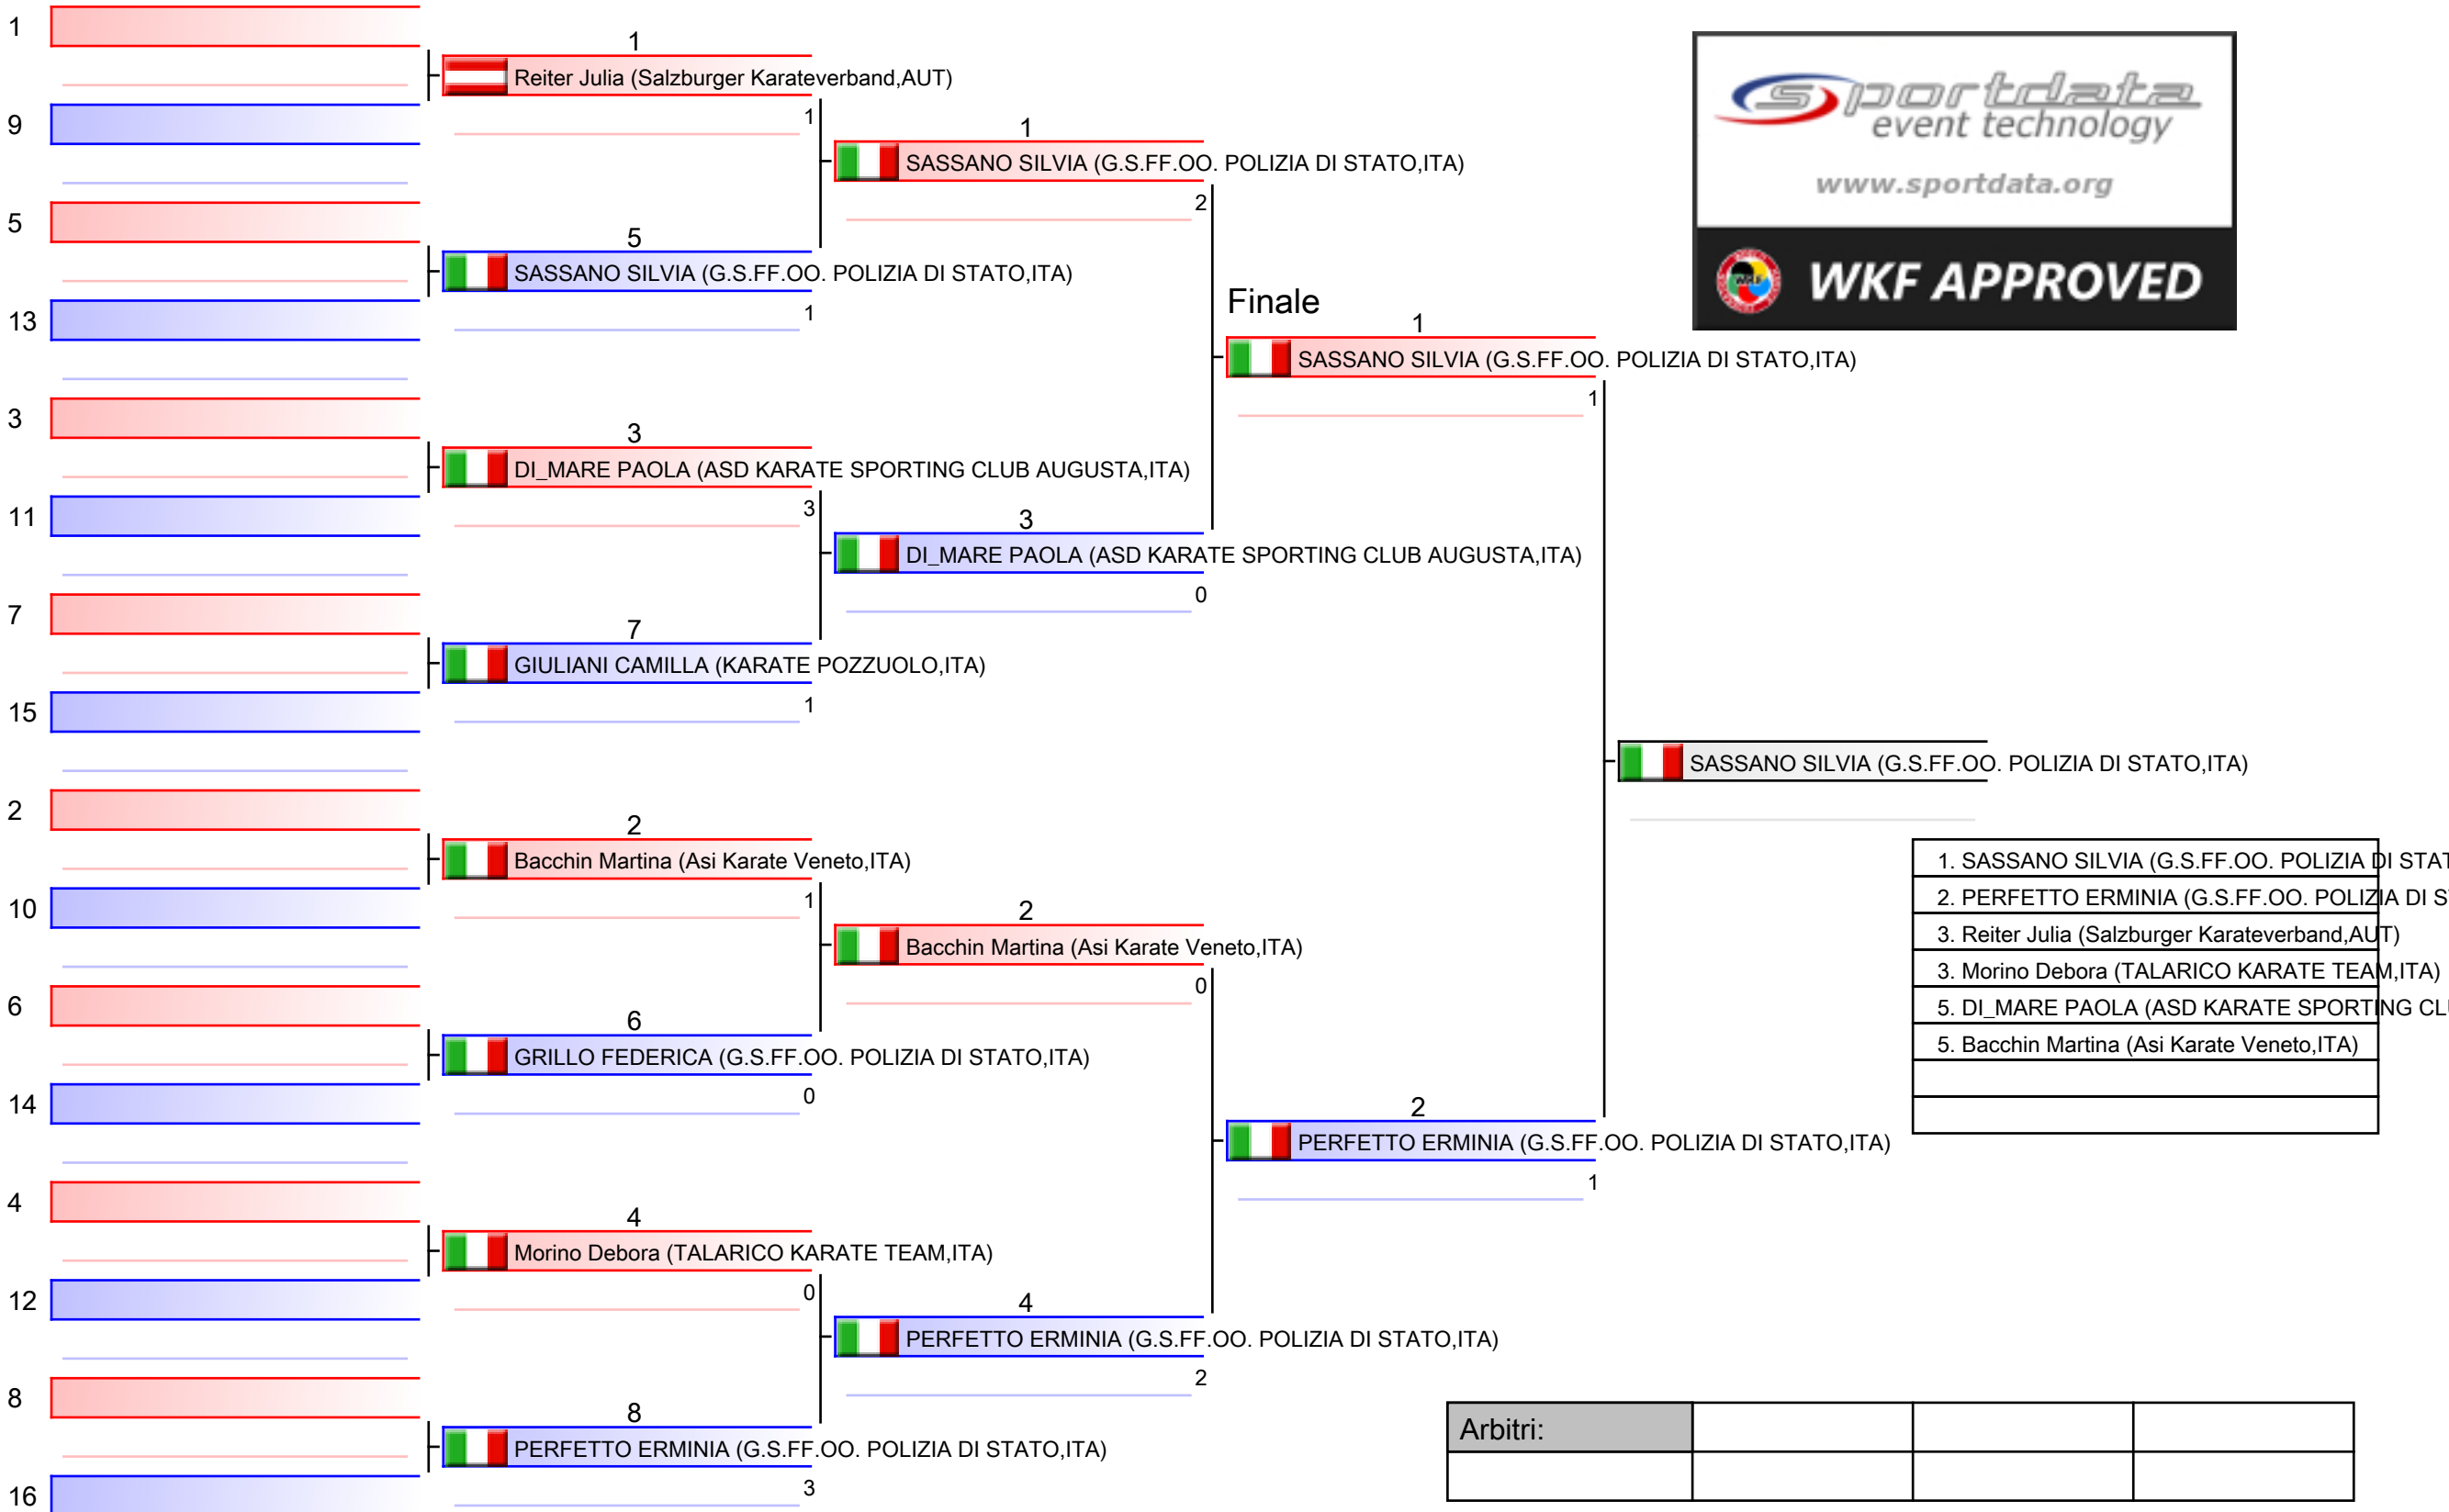 1
9
5
13
3
11
7
15
2
10
6
14
4
12
8
16
1
Reiter Julia (Salzburger Karateverband,AUT)
1
5
SASSANO SILVIA (G.S.FF.OO. POLIZIA DI STATO,ITA)
1
3
DI_MARE PAOLA (ASD KARATE SPORTING CLUB AUGUSTA,ITA)
3
7
GIULIANI CAMILLA (KARATE POZZUOLO,ITA)
1
2
Bacchin Martina (Asi Karate Veneto,ITA)
1
6
GRILLO FEDERICA (G.S.FF.OO. POLIZIA DI STATO,ITA)
0
4
Morino Debora (TALARICO KARATE TEAM,ITA)
0
8
PERFETTO ERMINIA (G.S.FF.OO. POLIZIA DI STATO,ITA)
3
1
SASSANO SILVIA (G.S.FF.OO. POLIZIA DI STATO,ITA)
2
3
DI_MARE PAOLA (ASD KARATE SPORTING CLUB AUGUSTA,ITA)
0
2
Bacchin Martina (Asi Karate Veneto,ITA)
0
4
PERFETTO ERMINIA (G.S.FF.OO. POLIZIA DI STATO,ITA)
2
Finale
1
SASSANO SILVIA (G.S.FF.OO. POLIZIA DI STATO,ITA)
1
2
PERFETTO ERMINIA (G.S.FF.OO. POLIZIA DI STATO,ITA)
1
SASSANO SILVIA (G.S.FF.OO. POLIZIA DI STATO,ITA)
sportdata
event technology
www.sportdata.org
WKF APPROVED
1. SASSANO SILVIA (G.S.FF.OO. POLIZIA DI STAT
2. PERFETTO ERMINIA (G.S.FF.OO. POLIZIA DI S
3. Reiter Julia (Salzburger Karateverband,AUT)
3. Morino Debora (TALARICO KARATE TEAM,ITA)
5. DI_MARE PAOLA (ASD KARATE SPORTING CL
5. Bacchin Martina (Asi Karate Veneto,ITA)
Arbitri: